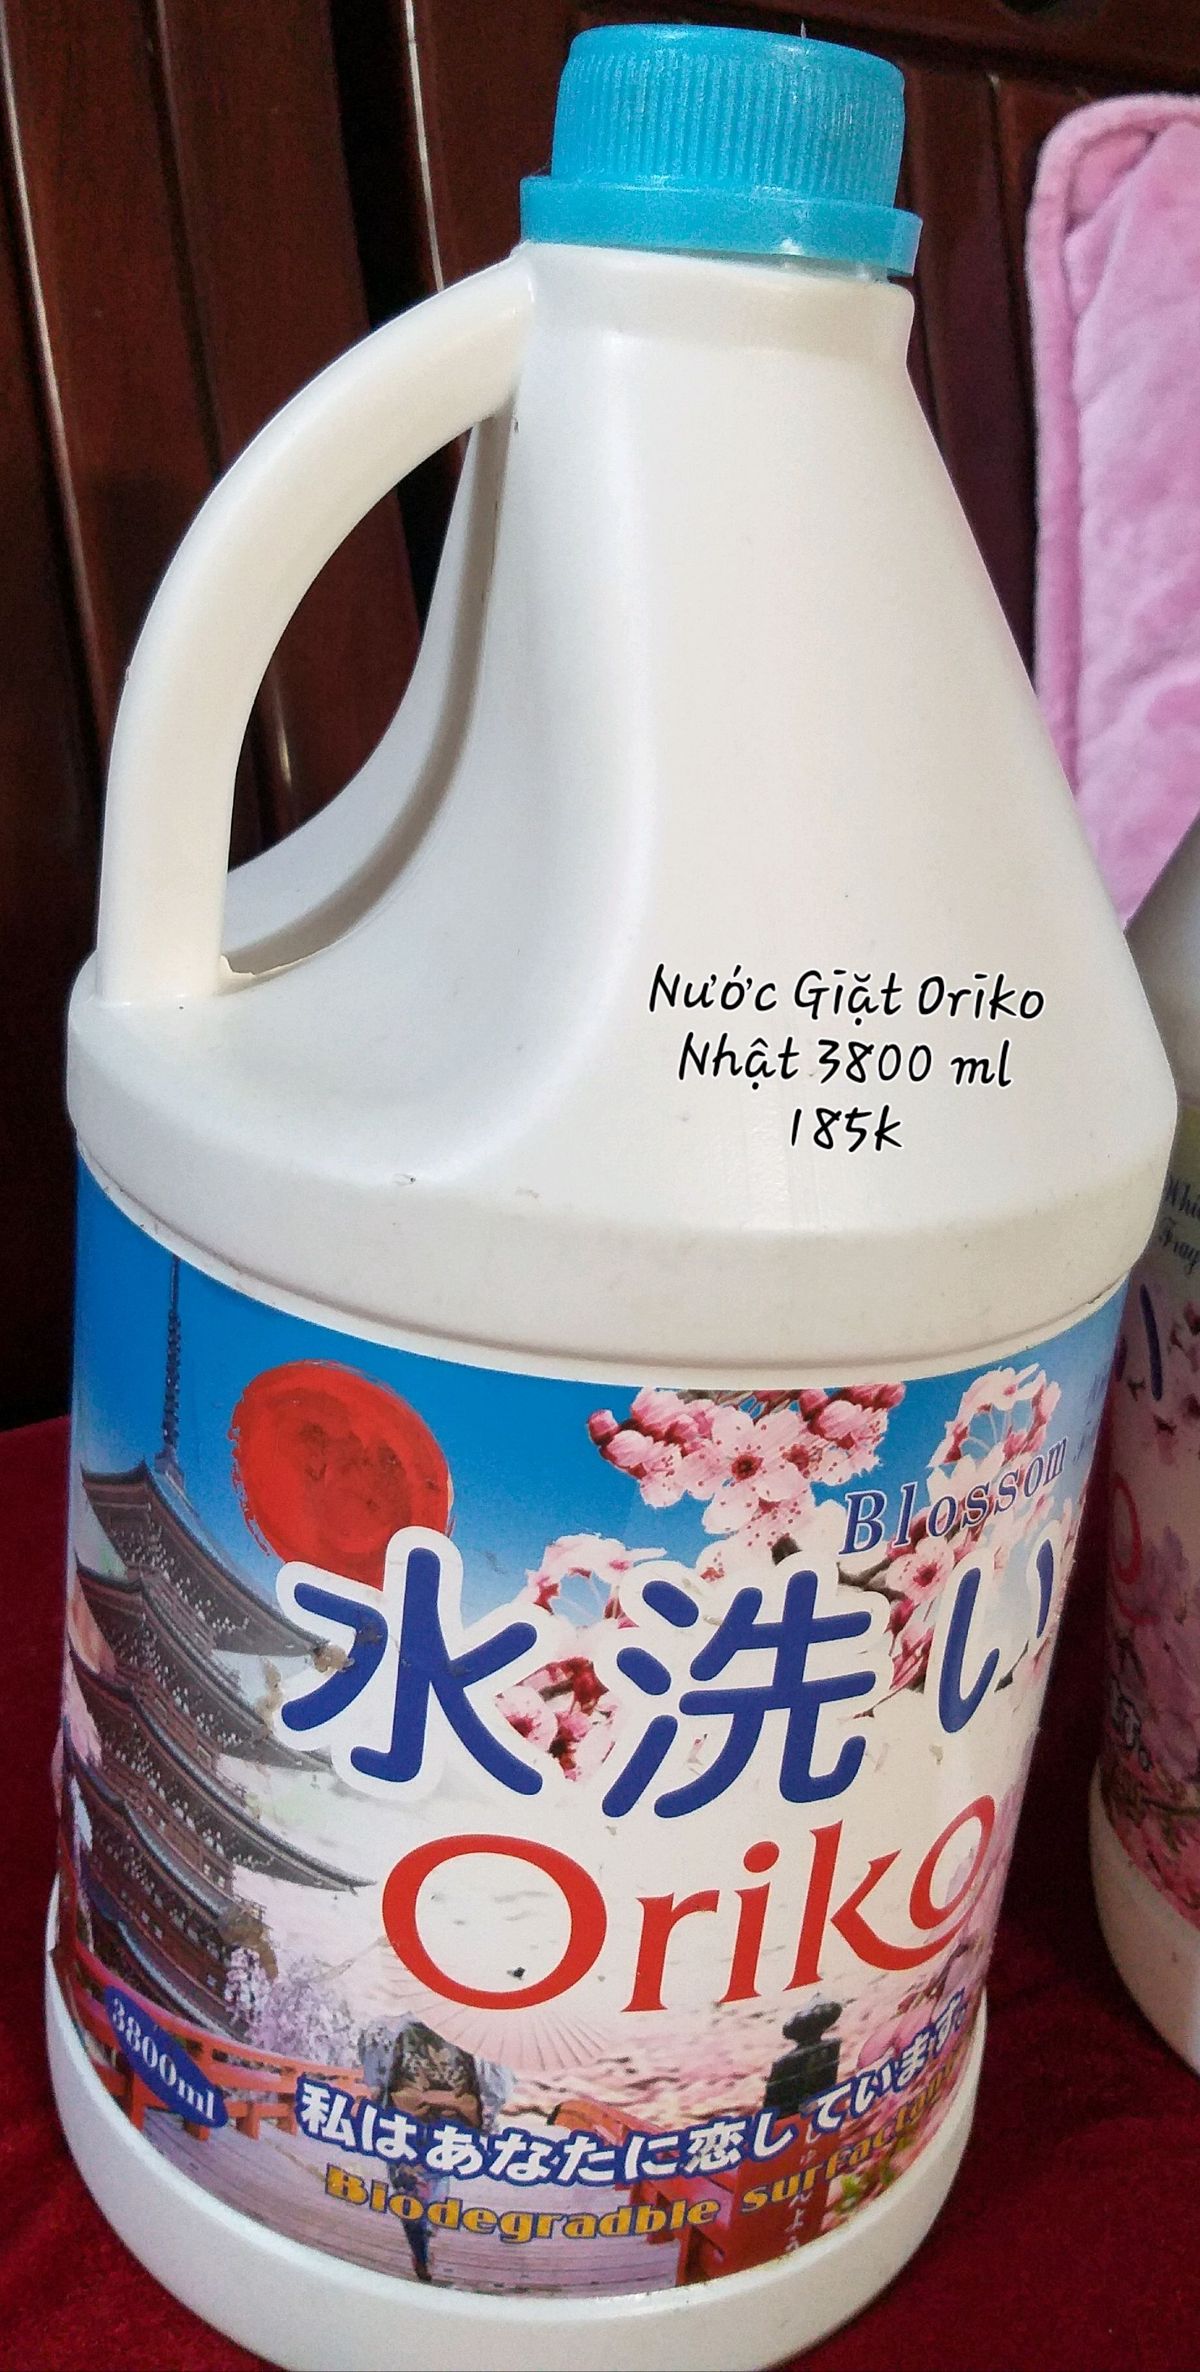 Nước Giặt Oriko
Nhật 3800 ml
185k
Blossom
水洗い
Oriko
3800ml
私はあなたに恋しています。
Biodegradble surfactant